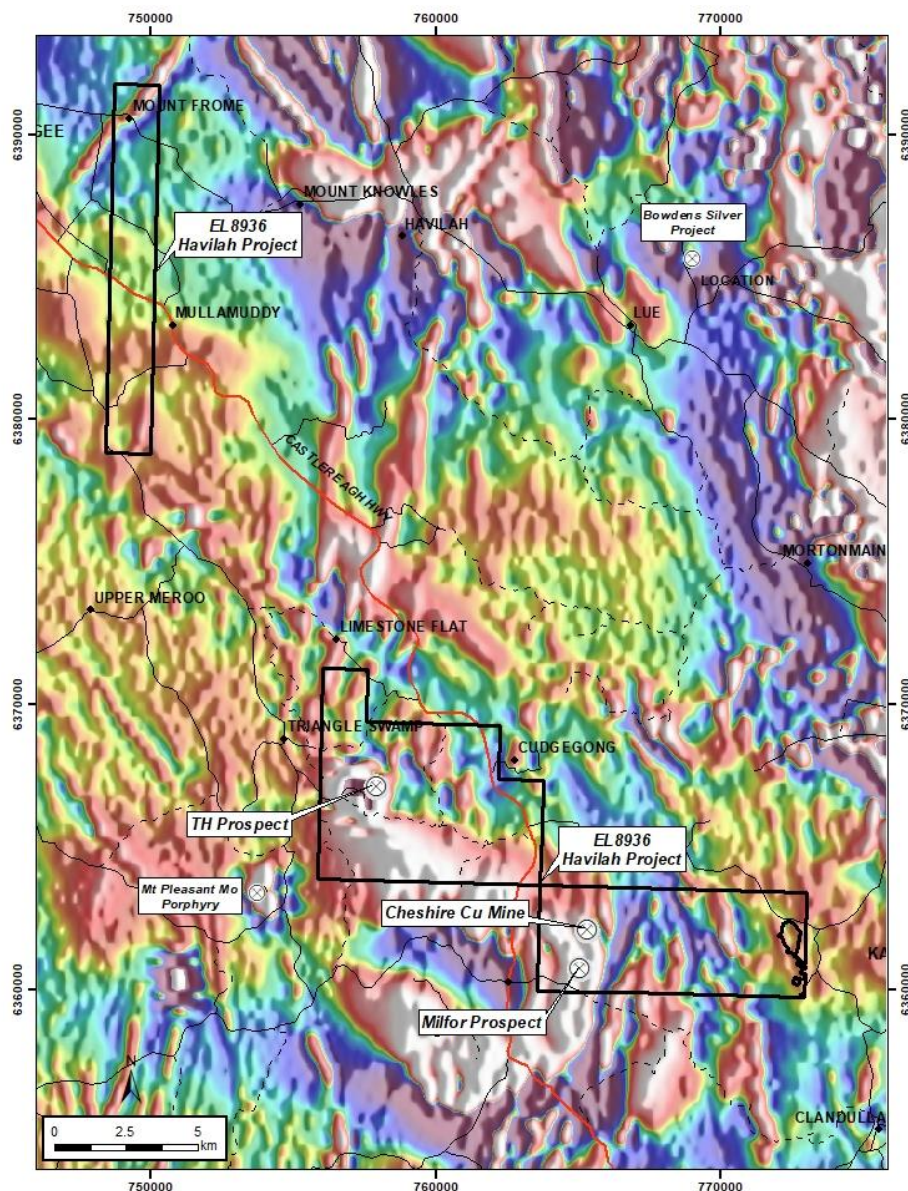 750000
760000
770000
6390000
6390000
MOUNT FROME
GEE
MOUNT KNOWLES
EL8936
Havilah Project
HAVILAH
Bowdens Silver
Project
LOCATION
MULLAMUDDY
LUE
6380000
6380000
CASTLEREAGH HWY
MORTONMAIN
UPPER MEROO
LIMESTONE FLAT
6370000
6370000
TRIANGLE SWAMP
CUDGEGONG
TH Prospect
EL8936
Havilah Project
Mt Pleasant Mo
Porphyry
Cheshire Cu Mine
KA
6360000
6360000
Milfor Prospect
N
CLANDULLA
0 2.5 5
km
750000
760000
770000